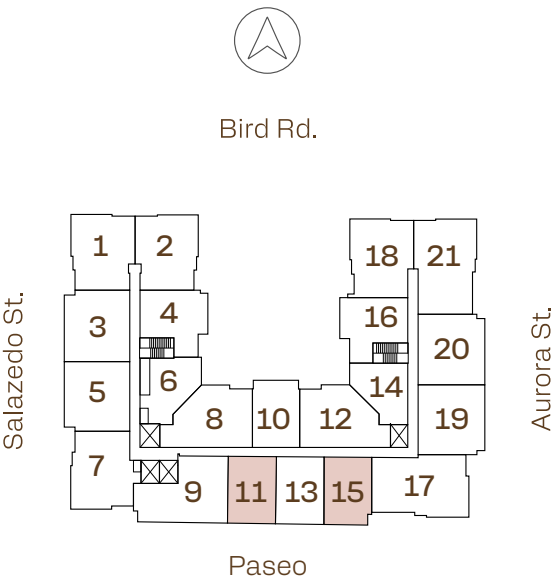 Bird Rd.
1 2 18 21
Salazedo St.
3 4 16 20
Aurora St.
5 6 14 19
8 10 12
7 9 11 13 15 17
Paseo